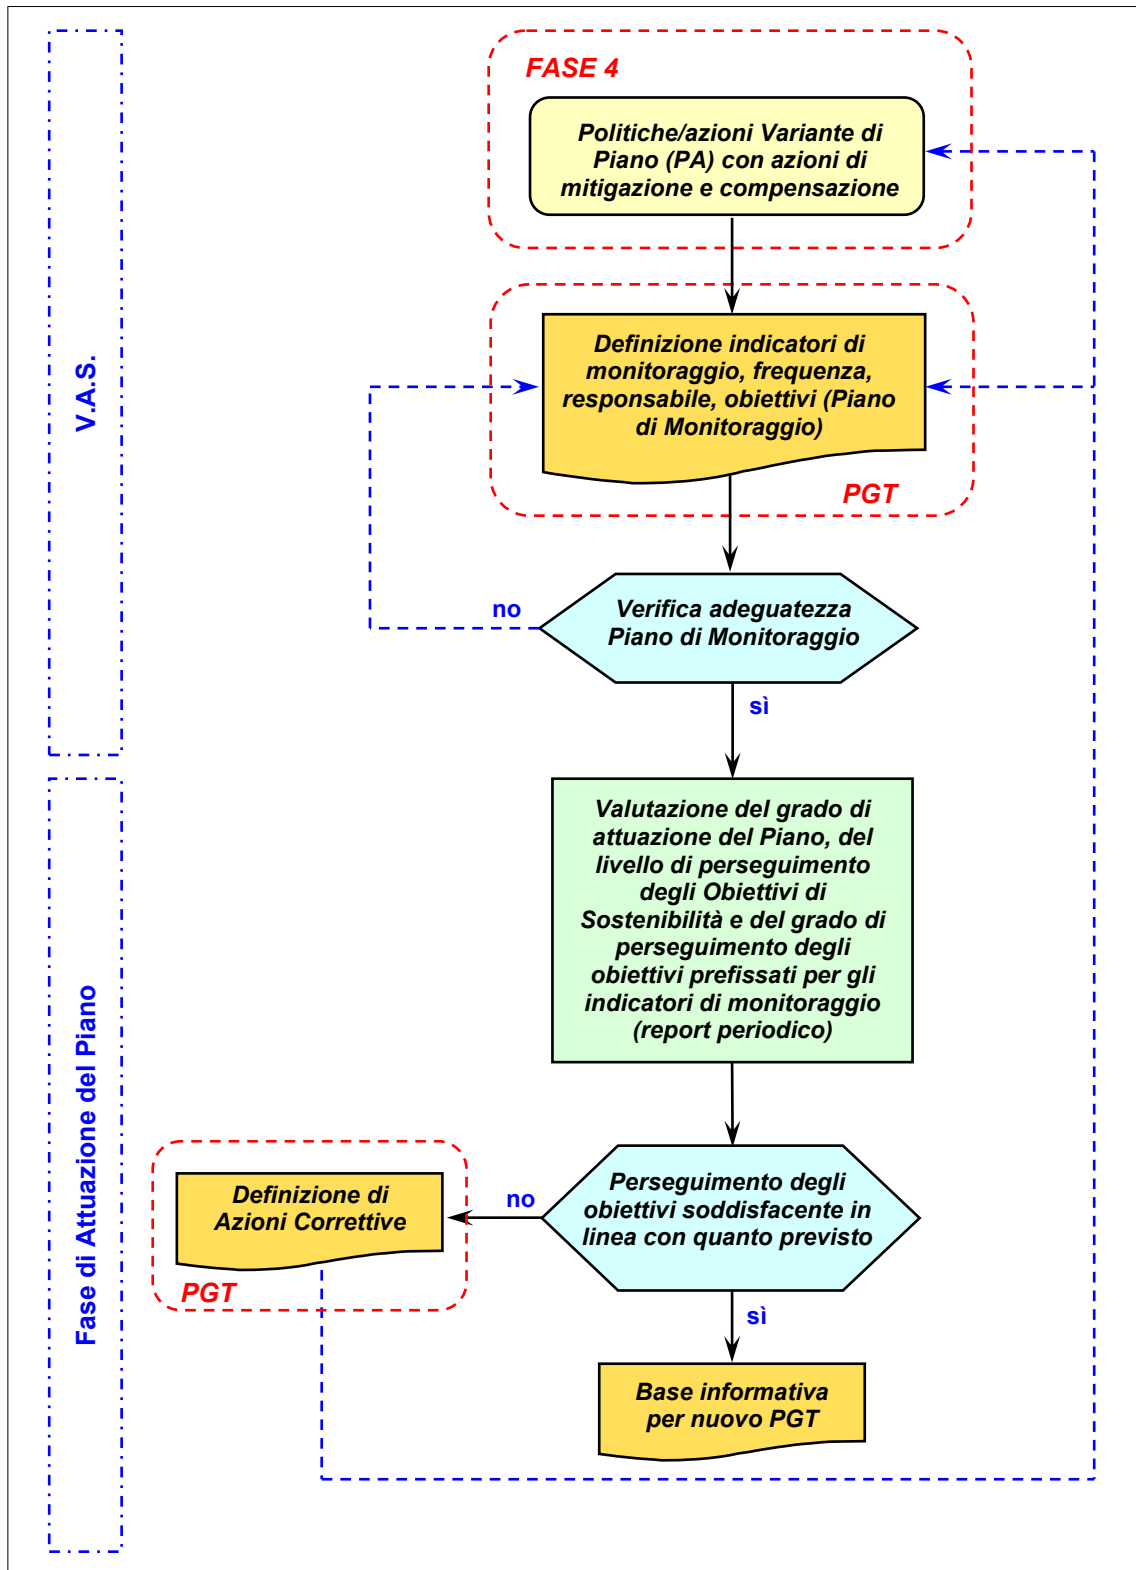 FASE 4
Politiche/azioni Variante di
Piano (PA) con azioni di
mitigazione e compensazione
Definizione indicatori di
monitoraggio, frequenza,
responsabile, obiettivi (Piano
di Monitoraggio)
PGT
V.A.S.
no
Verifica adeguatezza
Piano di Monitoraggio
sì
Valutazione del grado di
attuazione del Piano, del
livello di perseguimento
degli Obiettivi di
Sostenibilità e del grado di
perseguimento degli
obiettivi prefissati per gli
indicatori di monitoraggio
(report periodico)
Fase di Attuazione del Piano
Definizione di
Azioni Correttive
PGT
no
Perseguimento degli
obiettivi soddisfacente in
linea con quanto previsto
sì
Base informativa
per nuovo PGT